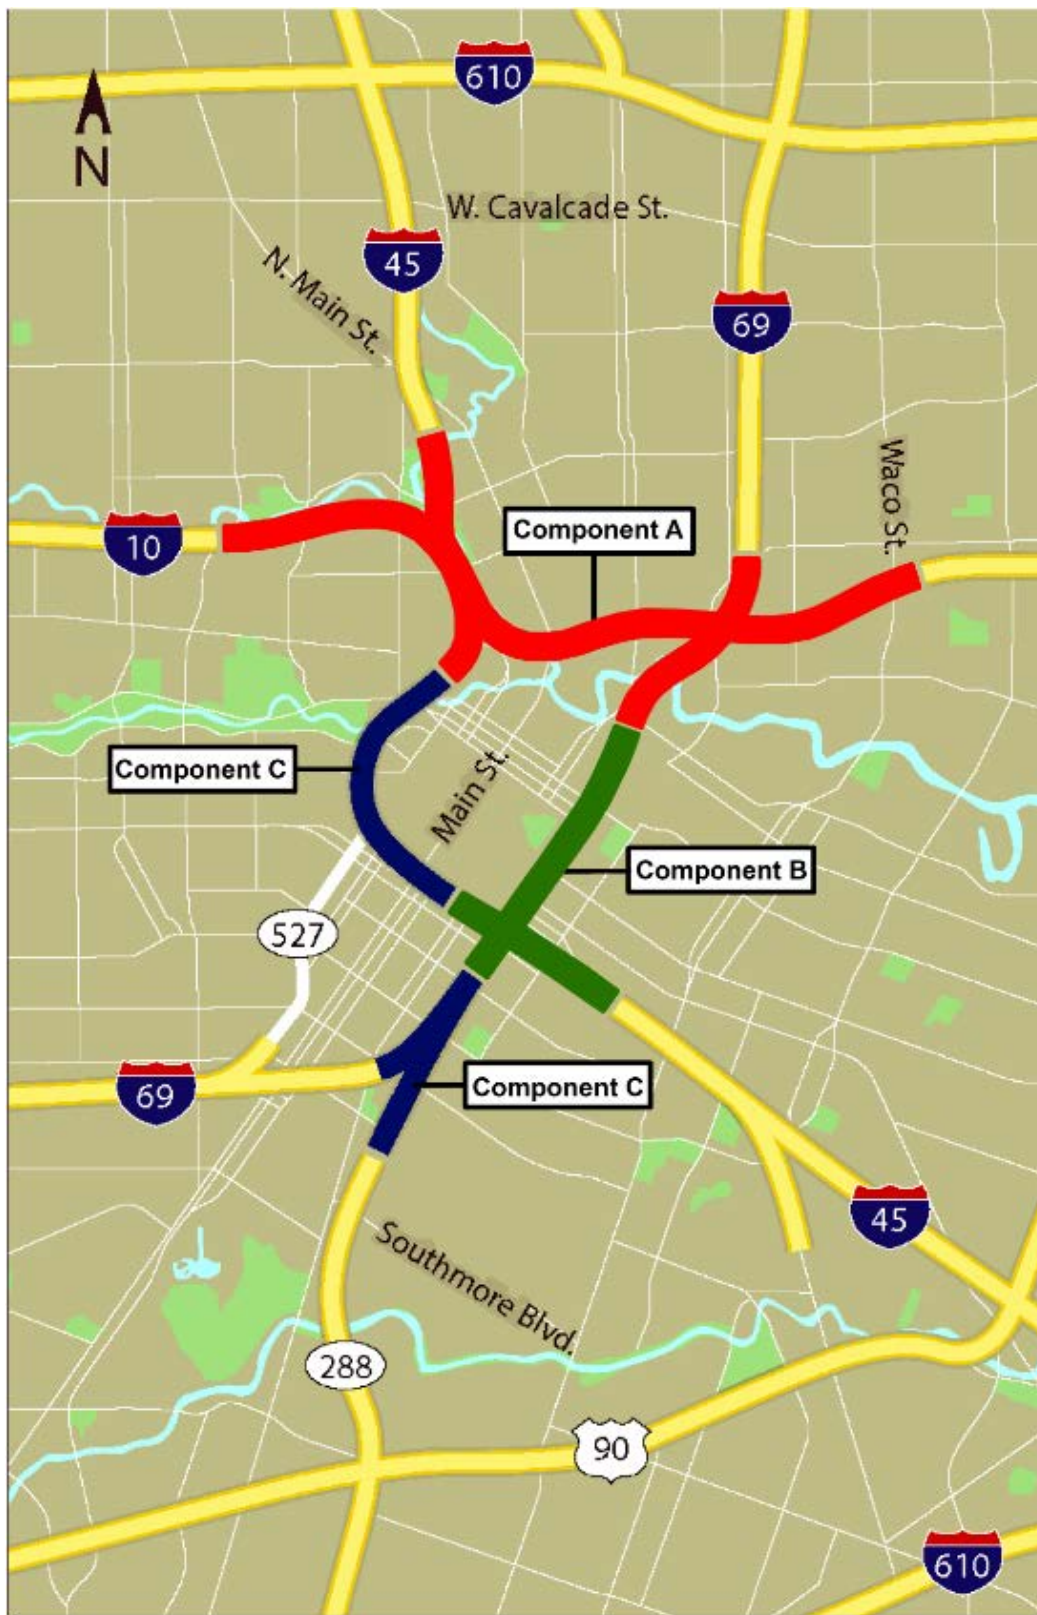 610
N
W. Cavalcade St.
45
N. Main St.
69
Waco St.
Component A
10
Component C
Main St.
Component B
527
69
Component C
45
Southmore Blvd.
288
90
610